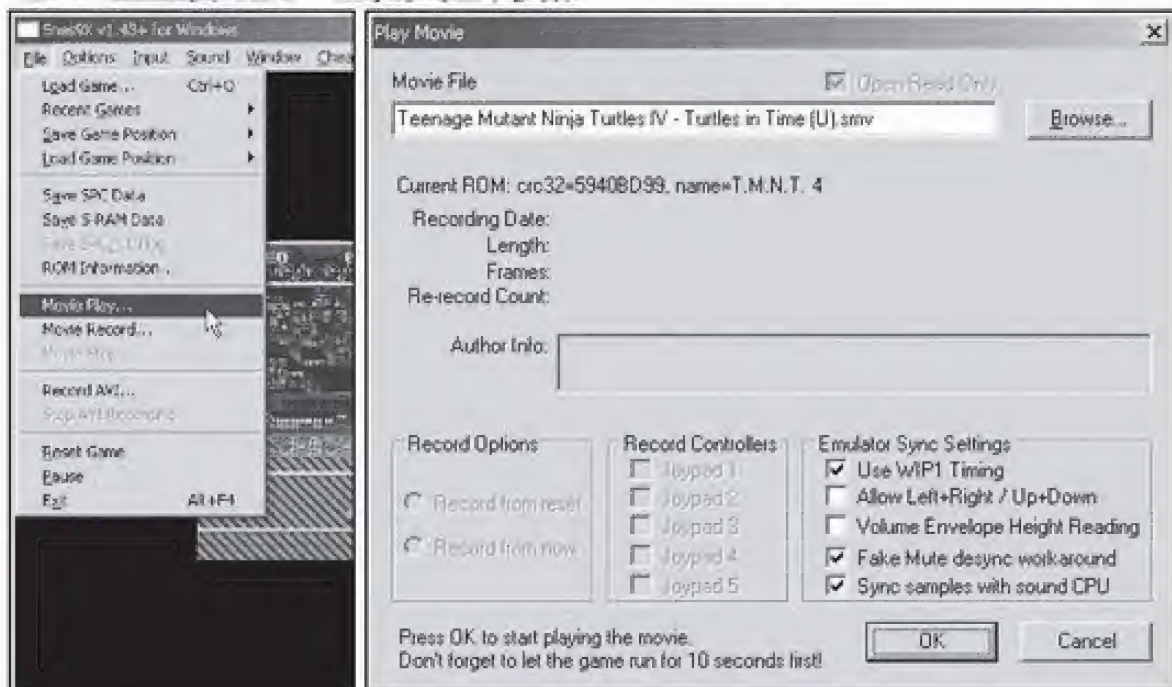 Snes9X v1.43+ for Windows
File Options Input Sound Window Chea
Load Game... Ctrl+O
Recent Games
Save Game Position
Load Game Position
Save SPC Data
Save S-RAM Data
ROM Information...
Movie Play...
Movie Record...
Movie Stop
Record AVI...
Stop AVI Recording
Reset Game
Pause
Exit Alt+F4
Play Movie
Movie File
Open Read Only
Teenage Mutant Ninja Turtles IV - Turtles in Time (U).smv
Browse...
Current ROM: crc32=5940BD99, name=T.M.N.T. 4
Recording Date:
Length:
Frames:
Re-record Count:
Author Info:
Record Options
Record from reset
Record from now
Record Controllers
Joypad 1
Joypad 2
Joypad 3
Joypad 4
Joypad 5
Emulator Sync Settings
Use WIP1 Timing
Allow Left+Right / Up+Down
Volume Envelope Height Reading
Fake Mute desync workaround
Sync samples with sound CPU
Press OK to start playing the movie.
Don't forget to let the game run for 10 seconds first!
OK
Cancel